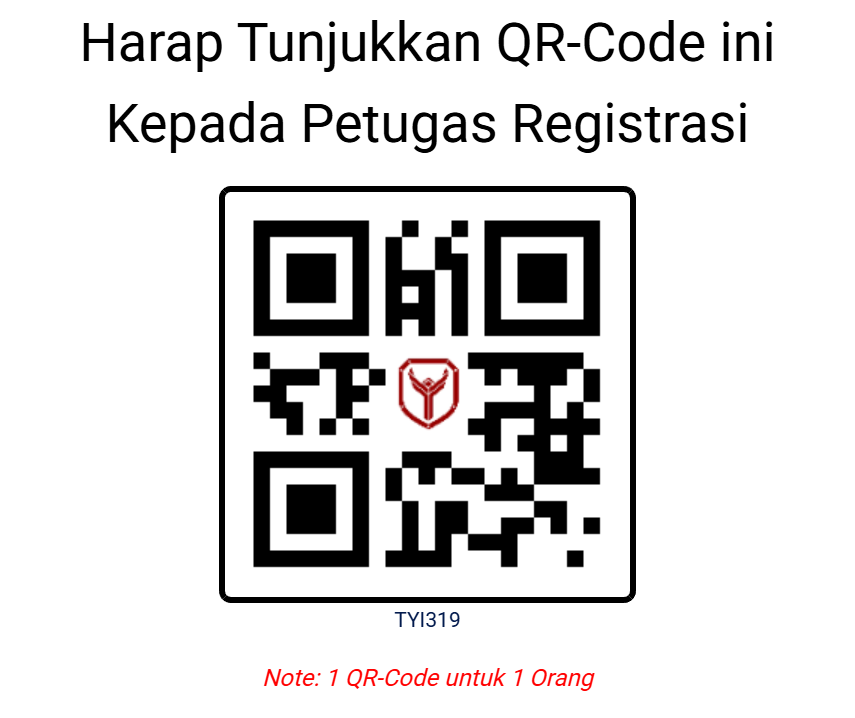 Harap Tunjukkan QR-Code ini
Kepada Petugas Registrasi
TYI319
Note: 1 QR-Code untuk 1 Orang